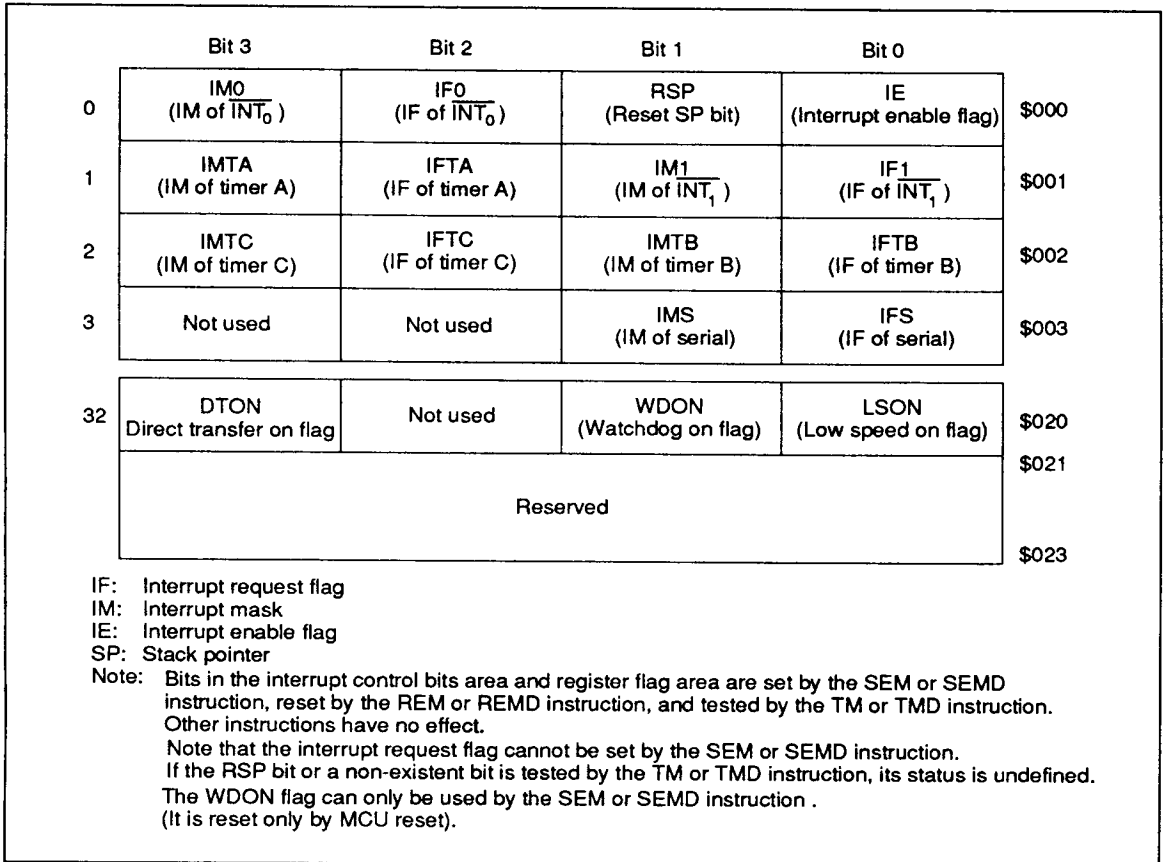 Bit 3 Bit 2 Bit 1 Bit 0
0 IM0 IF0 RSP IE $000
(IM of INT0 ) (IF of INT0 ) (Reset SP bit) (Interrupt enable flag)
1 IMTA IFTA IM1 IF1 $001
(IM of timer A) (IF of timer A) (IM of INT1 ) (IF of INT1 )
2 IMTC IFTC IMTB IFTB $002
(IM of timer C) (IF of timer C) (IM of timer B) (IF of timer B)
3 Not used Not used IMS IFS $003
(IM of serial) (IF of serial)
32 DTON Not used WDON LSON $020
Direct transfer on flag (Watchdog on flag) (Low speed on flag)
$021
Reserved
$023
IF: Interrupt request flag
IM: Interrupt mask
IE: Interrupt enable flag
SP: Stack pointer
Note: Bits in the interrupt control bits area and register flag area are set by the SEM or SEMD
instruction, reset by the REM or REMD instruction, and tested by the TM or TMD instruction.
Other instructions have no effect.
Note that the interrupt request flag cannot be set by the SEM or SEMD instruction.
If the RSP bit or a non-existent bit is tested by the TM or TMD instruction, its status is undefined.
The WDON flag can only be used by the SEM or SEMD instruction .
(It is reset only by MCU reset).